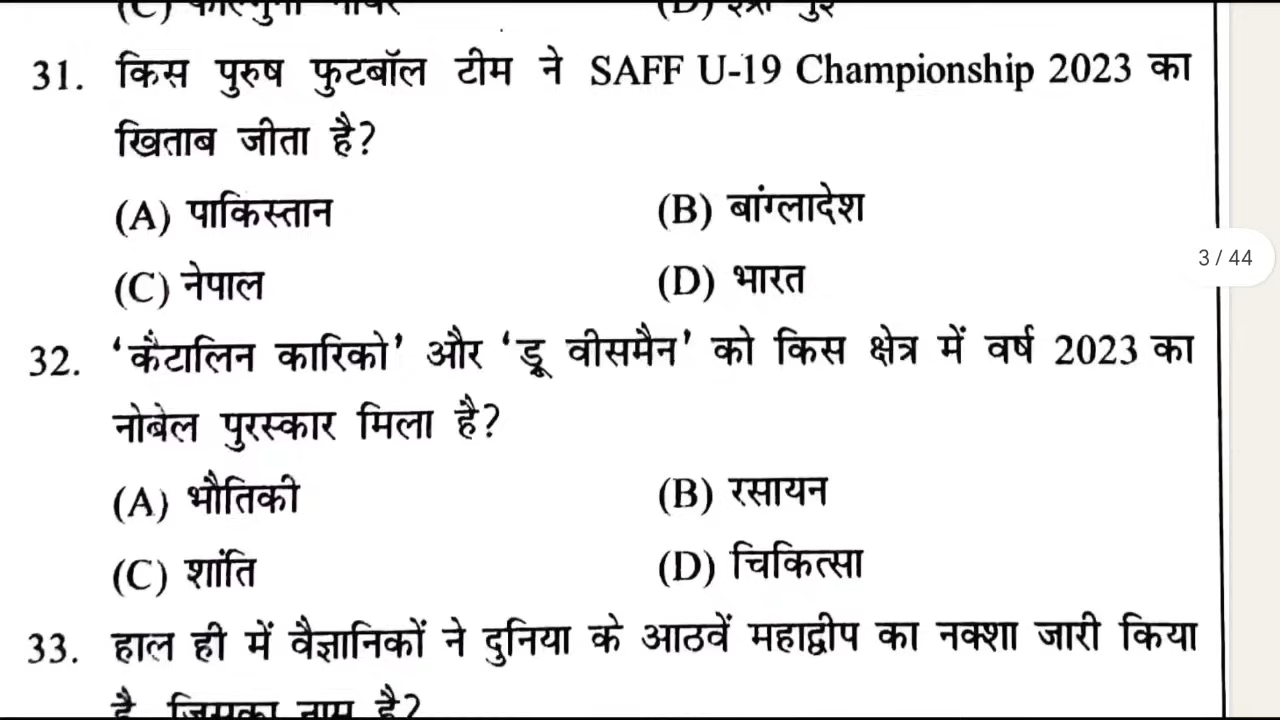 31. किस पुरुष फुटबॉल टीम ने SAFF U-19 Championship 2023 का
खिताब जीता है?
(A) पाकिस्तान (B) बांग्लादेश
(C) नेपाल (D) भारत
3 / 44
32. ‘कैटालिन कारिको’ और ‘ड्रू वीसमैन’ को किस क्षेत्र में वर्ष 2023 का
नोबेल पुरस्कार मिला है?
(A) भौतिकी (B) रसायन
(C) शांति (D) चिकित्सा
33. हाल ही में वैज्ञानिकों ने दुनिया के आठवें महाद्वीप का नक्शा जारी किया
है, जिसका नाम है?